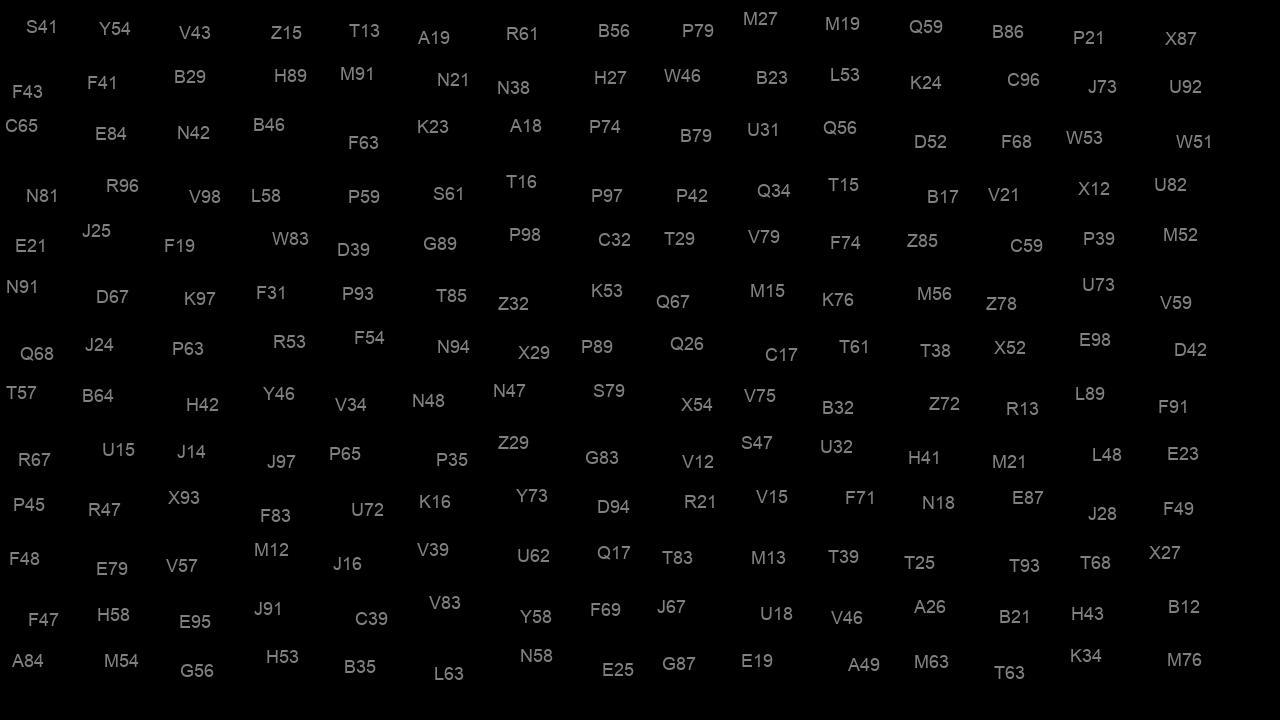 S41 Y54 V43 Z15 T13 A19 R61 B56 P79 M27 M19 Q59 B86 P21 X87
F43 F41 B29 H89 M91 N21 N38 H27 W46 B23 L53 K24 C96 J73 U92
C65 E84 N42 B46 F63 K23 A18 P74 B79 U31 Q56 D52 F68 W53 W51
N81 R96 V98 L58 P59 S61 T16 P97 P42 Q34 T15 B17 V21 X12 U82
E21 J25 F19 W83 D39 G89 P98 C32 T29 V79 F74 Z85 C59 P39 M52
N91 D67 K97 F31 P93 T85 Z32 K53 Q67 M15 K76 M56 Z78 U73 V59
Q68 J24 P63 R53 F54 N94 X29 P89 Q26 C17 T61 T38 X52 E98 D42
T57 B64 H42 Y46 V34 N48 N47 S79 X54 V75 B32 Z72 R13 L89 F91
R67 U15 J14 J97 P65 P35 Z29 G83 V12 S47 U32 H41 M21 L48 E23
P45 R47 X93 F83 U72 K16 Y73 D94 R21 V15 F71 N18 E87 J28 F49
F48 E79 V57 M12 J16 V39 U62 Q17 T83 M13 T39 T25 T93 T68 X27
F47 H58 E95 J91 C39 V83 Y58 F69 J67 U18 V46 A26 B21 H43 B12
A84 M54 G56 H53 B35 L63 N58 E25 G87 E19 A49 M63 T63 K34 M76